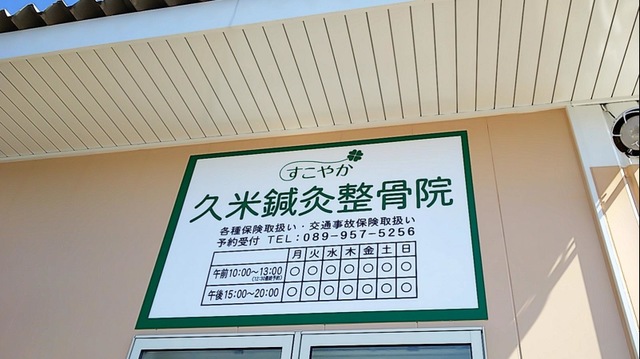 すこやか
久米鍼灸整骨院
各種保険取扱い・交通事故保険取扱い
予約受付 TEL:089-957-5256
月 火 水 木 金 土 日
午前10:00〜13:00 ○ ○ ○ ○ ○ ○ ○
午後15:00〜20:00 ○ ○ ○ ○ ○ ○ ○